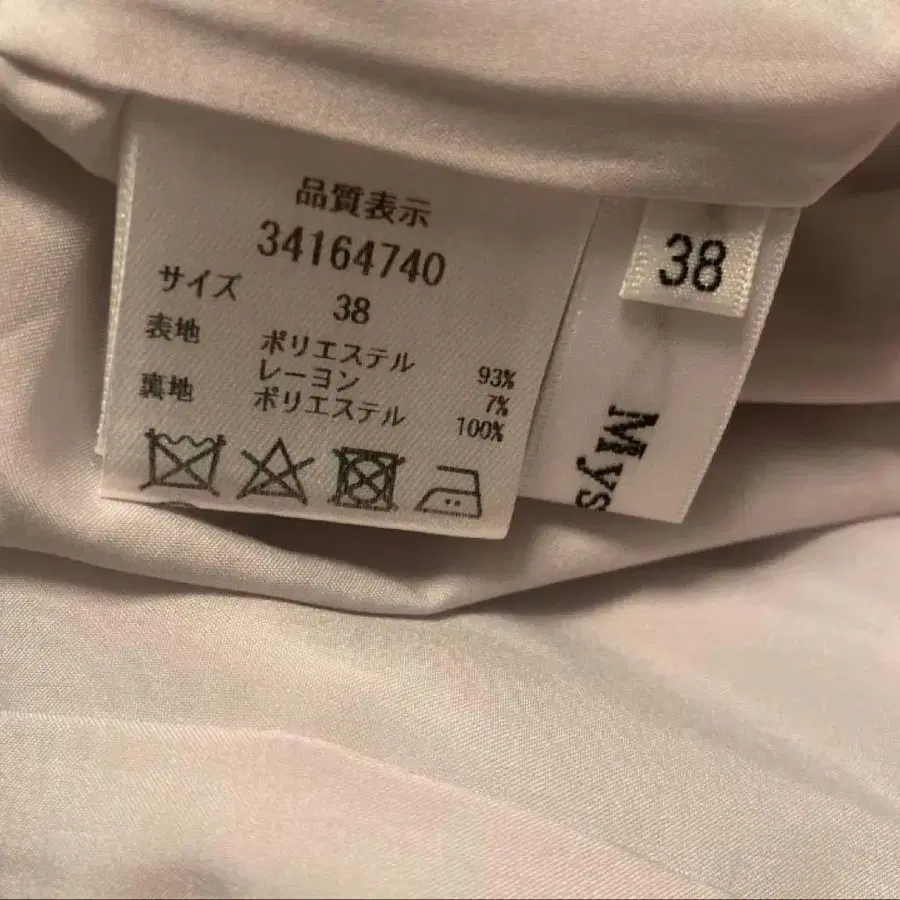 品質表示
34164740
サイズ 38
表地 ポリエステル 93%
レーヨン 7%
裏地 ポリエステル 100%
38
Mys